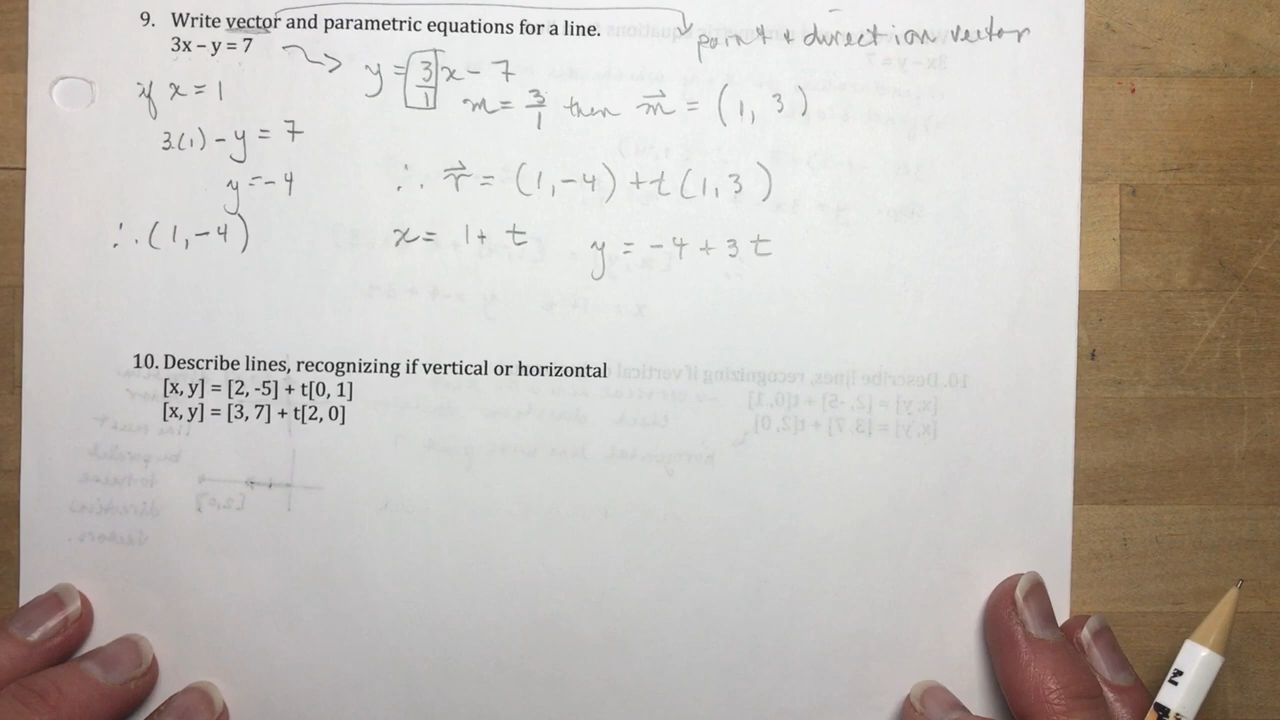 9. Write vector and parametric equations for a line.
point + direction vector
3x – y = 7
y = 3/1 x - 7
if x = 1
m = 3/1 then m⃗ = (1, 3)
3(1) - y = 7
y = -4
∴ r⃗ = (1, -4) + t(1, 3)
∴ (1, -4)
x = 1 + t
y = -4 + 3t
10. Describe lines, recognizing if vertical or horizontal
[x, y] = [2, -5] + t[0, 1]
[x, y] = [3, 7] + t[2, 0]